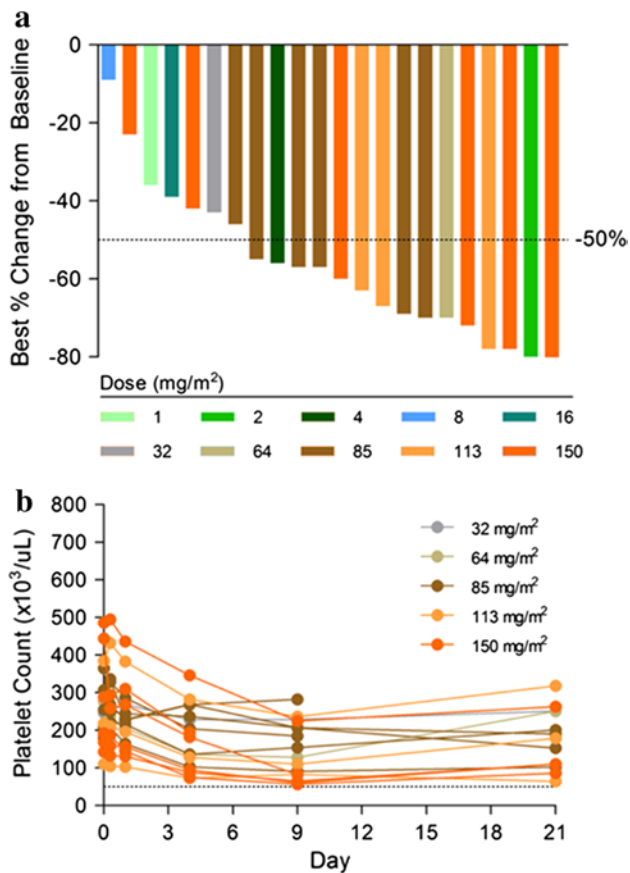 a
Best % Change from Baseline
0
-20
-40
-60
-80
-50%
Dose (mg/m²)
1 2 4 8 16
32 64 85 113 150
b
Platelet Count (x10³/uL)
800
700
600
500
400
300
200
100
0
32 mg/m²
64 mg/m²
85 mg/m²
113 mg/m²
150 mg/m²
0 3 6 9 12 15 18 21
Day